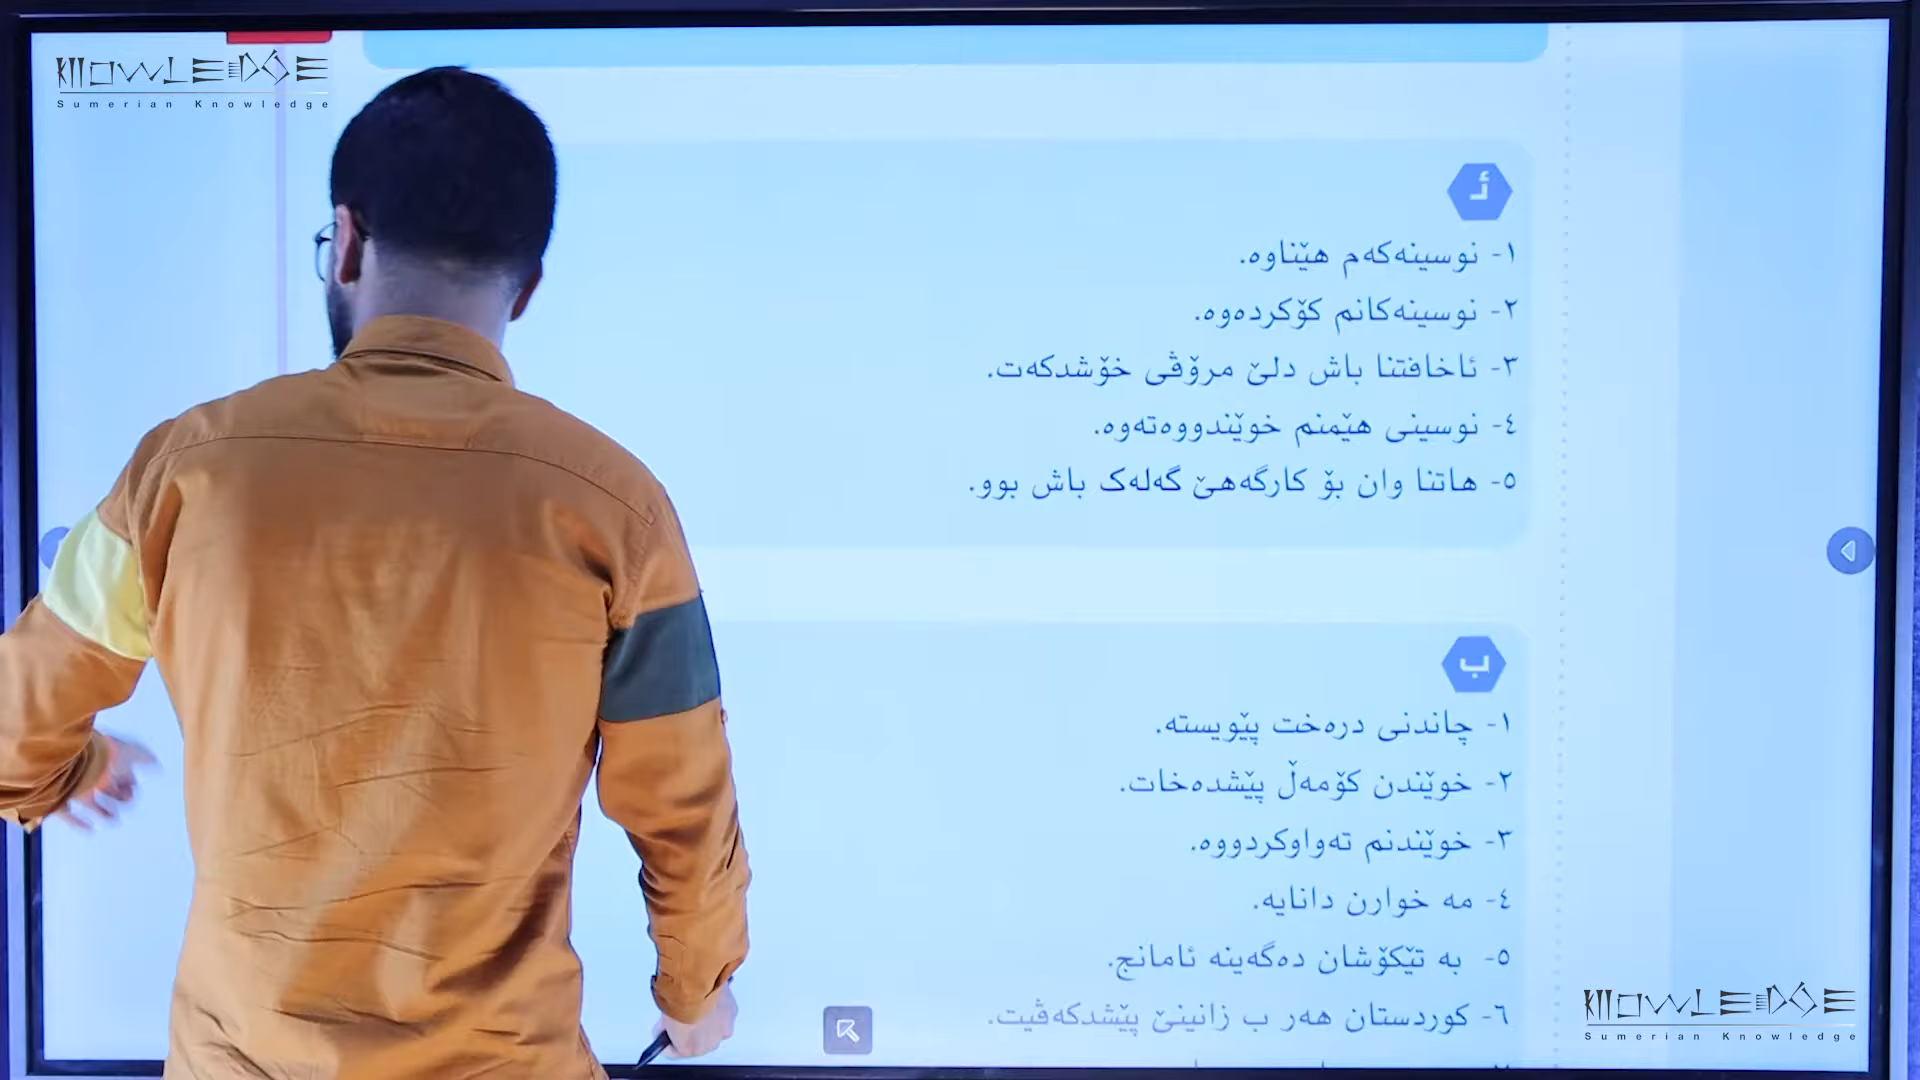 KNOWLEDGE
Sumerian Knowledge
ئـ
١- نوسینەکەم هێناوە.
٢- نوسینەکانم کۆکردەوە.
٣- ئاخافتنا باش دلێ مرۆڤی خۆشدکەت.
٤- نوسینی هێمنم خوێندووەتەوە.
٥- هاتنا وان بۆ کارگەهێ گەلەک باش بوو.
ب
١- چاندنی درەخت پێویستە.
٢- خوێندن کۆمەڵ پێشدەخات.
٣- خوێندنم تەواوکردووە.
٤- مە خوارن دانایە.
٥- بە تێکۆشان دەگەینە ئامانج.
٦- کوردستان هەر ب زانینێ پێشدکەڤیت.
KNOWLEDGE
Sumerian Knowledge